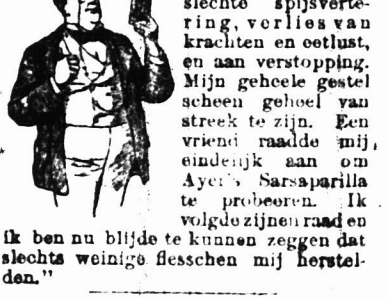 slechte spijsverte-
ring, verlies van
krachten en eetlust,
en aan verstopping.
Mijn geheele gestel
scheen geheel van
streek te zijn. Een
vriend raadde mij,
eindelijk aan om
Ayer's Sarsaparilla
te probeeren. Ik
volgde zijnen raad en
ik ben nu blijde te kunnen zeggen dat
slechts weinige flesschen mij herstel-
den."